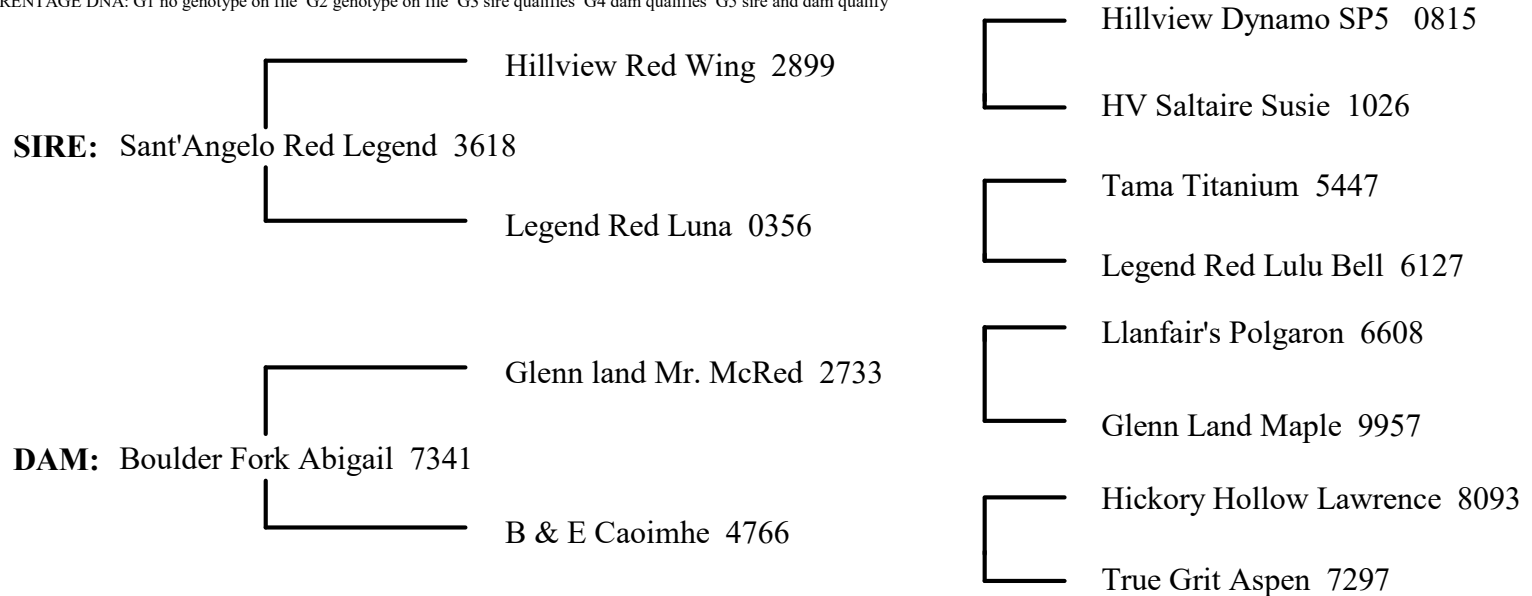 PARENTAGE DNA: G1 no genotype on file G2 genotype on file G3 sire qualifies G4 dam qualifies G5 sire and dam qualify
Hillview Dynamo SP5 0815
Hillview Red Wing 2899
HV Saltaire Susie 1026
SIRE: Sant'Angelo Red Legend 3618
Tama Titanium 5447
Legend Red Luna 0356
Legend Red Lulu Bell 6127
Llanfair's Polgaron 6608
Glenn land Mr. McRed 2733
Glenn Land Maple 9957
DAM: Boulder Fork Abigail 7341
Hickory Hollow Lawrence 8093
B & E Caoimhe 4766
True Grit Aspen 7297